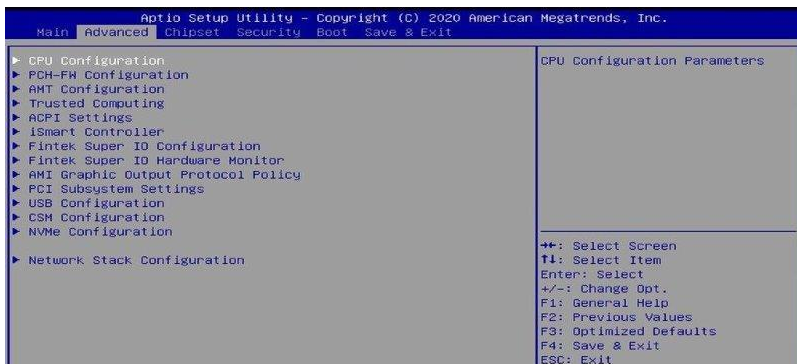 Aptio Setup Utility – Copyright (C) 2020 American Megatrends, Inc.
Main Advanced Chipset Security Boot Save & Exit
► CPU Configuration
► PCH-FW Configuration
► AMT Configuration
► Trusted Computing
► ACPI Settings
► iSmart Controller
► Fintek Super IO Configuration
► Fintek Super IO Hardware Monitor
► AMI Graphic Output Protocol Policy
► PCI Subsystem Settings
► USB Configuration
► CSM Configuration
► NVMe Configuration
► Network Stack Configuration
CPU Configuration Parameters
→←: Select Screen
↑↓: Select Item
Enter: Select
+/-: Change Opt.
F1: General Help
F2: Previous Values
F3: Optimized Defaults
F4: Save & Exit
ESC: Exit